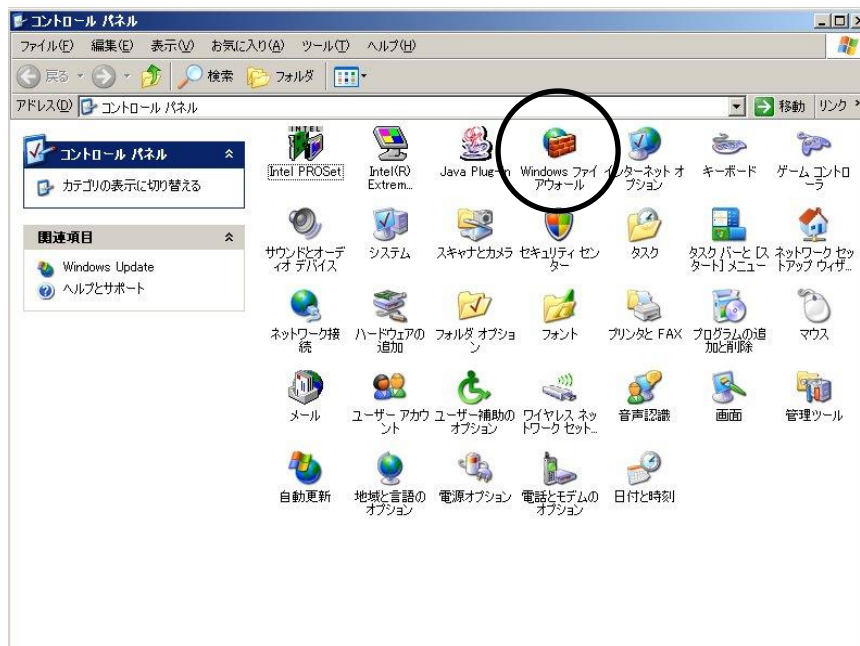 コントロール パネル
ファイル(F) 編集(E) 表示(V) お気に入り(A) ツール(T) ヘルプ(H)
戻る 検索 フォルダ
アドレス(D) コントロール パネル 移動 リンク
コントロール パネル
カテゴリの表示に切り替える
関連項目
Windows Update
ヘルプとサポート
INTEL
Intel PROSet
Intel(R)
Extrem...
Java Plug-in
Windows ファイ
アウォール
インターネット オ
プション
キーボード
ゲーム コントロ
ーラ
サウンドとオーデ
ィオ デバイス
システム
スキャナとカメラ
セキュリティ セン
ター
タスク
タスク バーと [ス
タート] メニュー
ネットワーク セッ
トアップ ウィザ...
ネットワーク接
続
ハードウェアの
追加
フォルダ オプショ
ン
フォント
プリンタと FAX
プログラムの追
加と削除
マウス
メール
ユーザー アカウ
ント
ユーザー補助の
オプション
ワイヤレス ネッ
トワーク セット...
音声認識
画面
管理ツール
自動更新
地域と言語の
オプション
電源オプション
電話とモデムの
オプション
日付と時刻